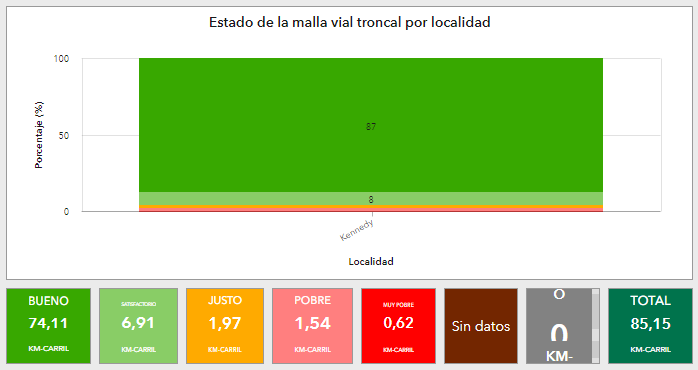 Estado de la malla vial troncal por localidad
100
87
50
8
0
Porcentaje (%)
Kennedy
Localidad
BUENO
74,11
KM-CARRIL
SATISFACTORIO
6,91
KM-CARRIL
JUSTO
1,97
KM-CARRIL
POBRE
1,54
KM-CARRIL
MUY POBRE
0,62
KM-CARRIL
Sin datos
O
0
KM-
TOTAL
85,15
KM-CARRIL